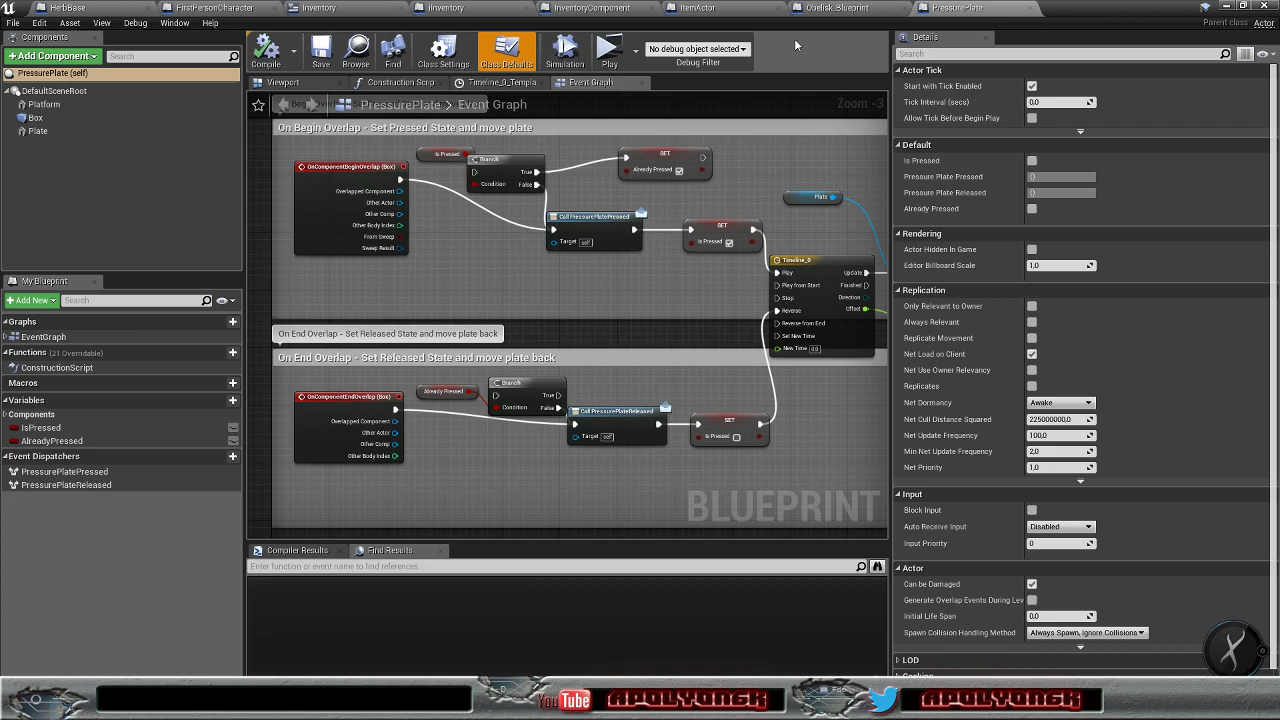 HerbBase
FirstPersonCharacter
Inventory
iInventory
InventoryComponent
ItemActor
Obelisk_Blueprint
PressurePlate
File
Edit
Asset
View
Debug
Window
Help
Parent class: Actor
Components
Add Component
Search
PressurePlate (self)
DefaultSceneRoot
Platform
Box
Plate
My Blueprint
Add New
Search
Graphs
EventGraph
Functions (21 Overridable)
ConstructionScript
Macros
Variables
Components
IsPressed
AlreadyPressed
Event Dispatchers
PressurePlatePressed
PressurePlateReleased
Compile
Save
Browse
Find
Class Settings
Class Defaults
Simulation
Play
No debug object selected
Debug Filter
Viewport
Construction Scrip
Timeline_0_Templa
Event Graph
PressurePlate > Event Graph
Zoom -3
On Begin Overlap - Set Pressed State and move plate
OnComponentBeginOverlap (Box)
Overlapped Component
Other Actor
Other Comp
Other Body Index
From Sweep
Sweep Result
Is Pressed
Branch
True
Condition
False
SET
Already Pressed
Call PressurePlatePressed
Target self
SET
Is Pressed
Plate
Timeline_0
Play
Update
Play from Start
Finished
Stop
Direction
Reverse
Offset
Reverse from End
Set New Time
New Time 0.0
On End Overlap - Set Released State and move plate back
On End Overlap - Set Released State and move plate back
OnComponentEndOverlap (Box)
Overlapped Component
Other Actor
Other Comp
Other Body Index
Already Pressed
Branch
True
Condition
False
Call PressurePlateReleased
Target self
SET
Is Pressed
BLUEPRINT
Compiler Results
Find Results
Enter function or event name to find references...
Details
Search
Actor Tick
Start with Tick Enabled
Tick Interval (secs) 0,0
Allow Tick Before Begin Play
Default
Is Pressed
Pressure Plate Pressed ()
Pressure Plate Released ()
Already Pressed
Rendering
Actor Hidden In Game
Editor Billboard Scale 1,0
Replication
Only Relevant to Owner
Always Relevant
Replicate Movement
Net Load on Client
Net Use Owner Relevancy
Replicates
Net Dormancy Awake
Net Cull Distance Squared 225000000,0
Net Update Frequency 100,0
Min Net Update Frequency 2,0
Net Priority 1,0
Input
Block Input
Auto Receive Input Disabled
Input Priority 0
Actor
Can be Damaged
Generate Overlap Events During Lev
Initial Life Span 0,0
Spawn Collision Handling Method Always Spawn, Ignore Collisions
LOD
Cooking
YouTube
APOLYONGK
APOLYONGK